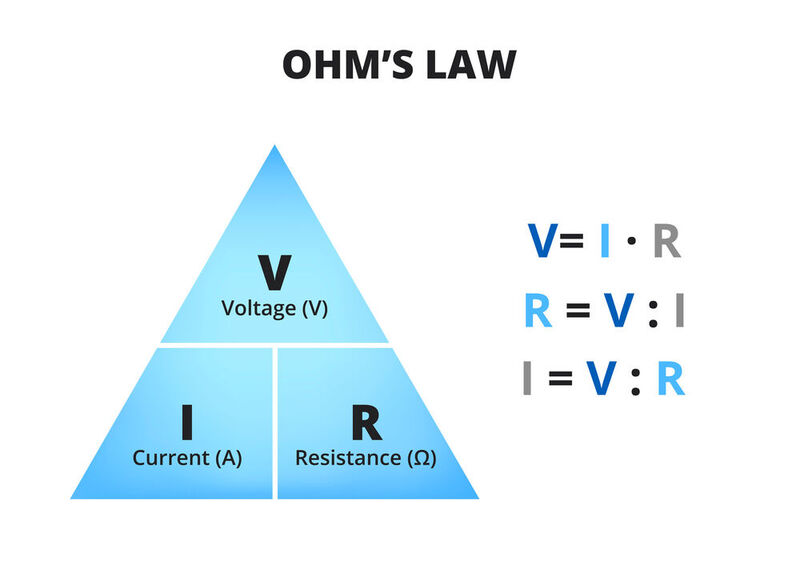 OHM’S LAW
V
Voltage (V)
I
Current (A)
R
Resistance (Ω)
V= I · R
R = V : I
I = V : R